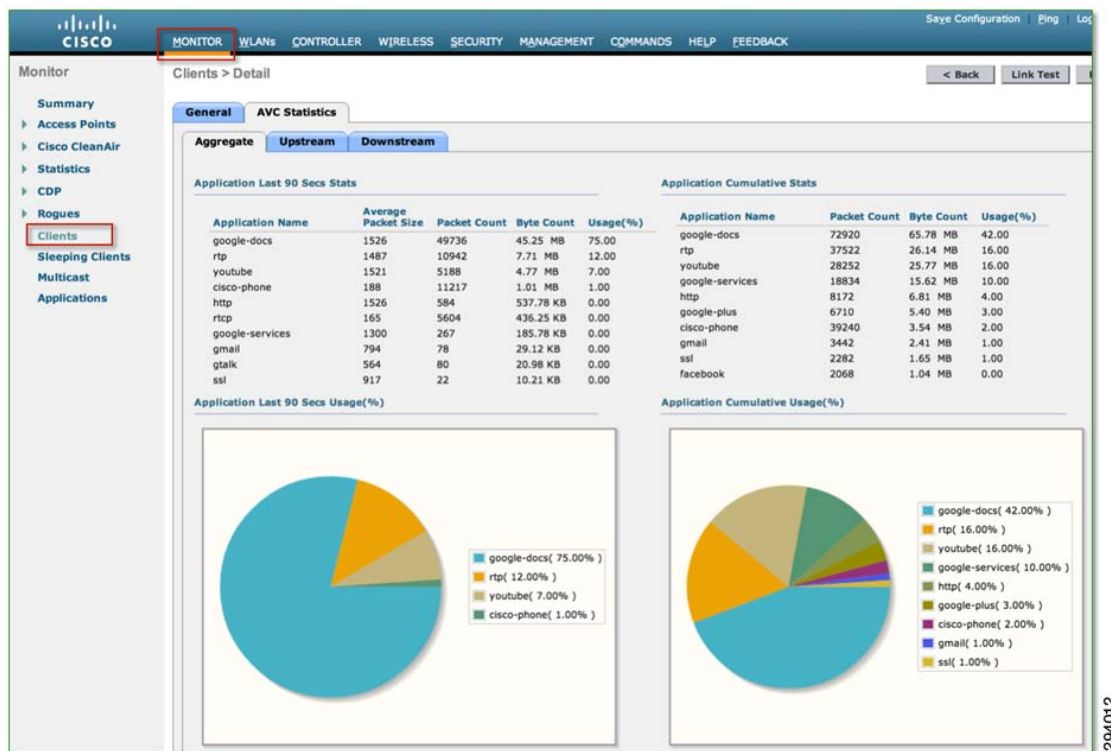 Save Configuration Ping Log
CISCO
MONITOR WLANs CONTROLLER WIRELESS SECURITY MANAGEMENT COMMANDS HELP FEEDBACK
Monitor
Summary
Access Points
Cisco CleanAir
Statistics
CDP
Rogues
Clients
Sleeping Clients
Multicast
Applications
Clients > Detail
< Back Link Test
General AVC Statistics
Aggregate Upstream Downstream
Application Last 90 Secs Stats
Application Name Average Packet Size Packet Count Byte Count Usage(%)
google-docs 1526 49736 45.25 MB 75.00
rtp 1487 10942 7.71 MB 12.00
youtube 1521 5188 4.77 MB 7.00
cisco-phone 188 11217 1.01 MB 1.00
http 1526 584 537.78 KB 0.00
rtcp 165 5604 436.25 KB 0.00
google-services 1300 267 185.78 KB 0.00
gmail 794 78 29.12 KB 0.00
gtalk 564 80 20.98 KB 0.00
ssl 917 22 10.21 KB 0.00
Application Cumulative Stats
Application Name Packet Count Byte Count Usage(%)
google-docs 72920 65.78 MB 42.00
rtp 37522 26.14 MB 16.00
youtube 28252 25.77 MB 16.00
google-services 18834 15.62 MB 10.00
http 8172 6.81 MB 4.00
google-plus 6710 5.40 MB 3.00
cisco-phone 39240 3.54 MB 2.00
gmail 3442 2.41 MB 1.00
ssl 2282 1.65 MB 1.00
facebook 2068 1.04 MB 0.00
Application Last 90 Secs Usage(%)
google-docs( 75.00% )
rtp( 12.00% )
youtube( 7.00% )
cisco-phone( 1.00% )
Application Cumulative Usage(%)
google-docs( 42.00% )
rtp( 16.00% )
youtube( 16.00% )
google-services( 10.00% )
http( 4.00% )
google-plus( 3.00% )
cisco-phone( 2.00% )
gmail( 1.00% )
ssl( 1.00% )
294012